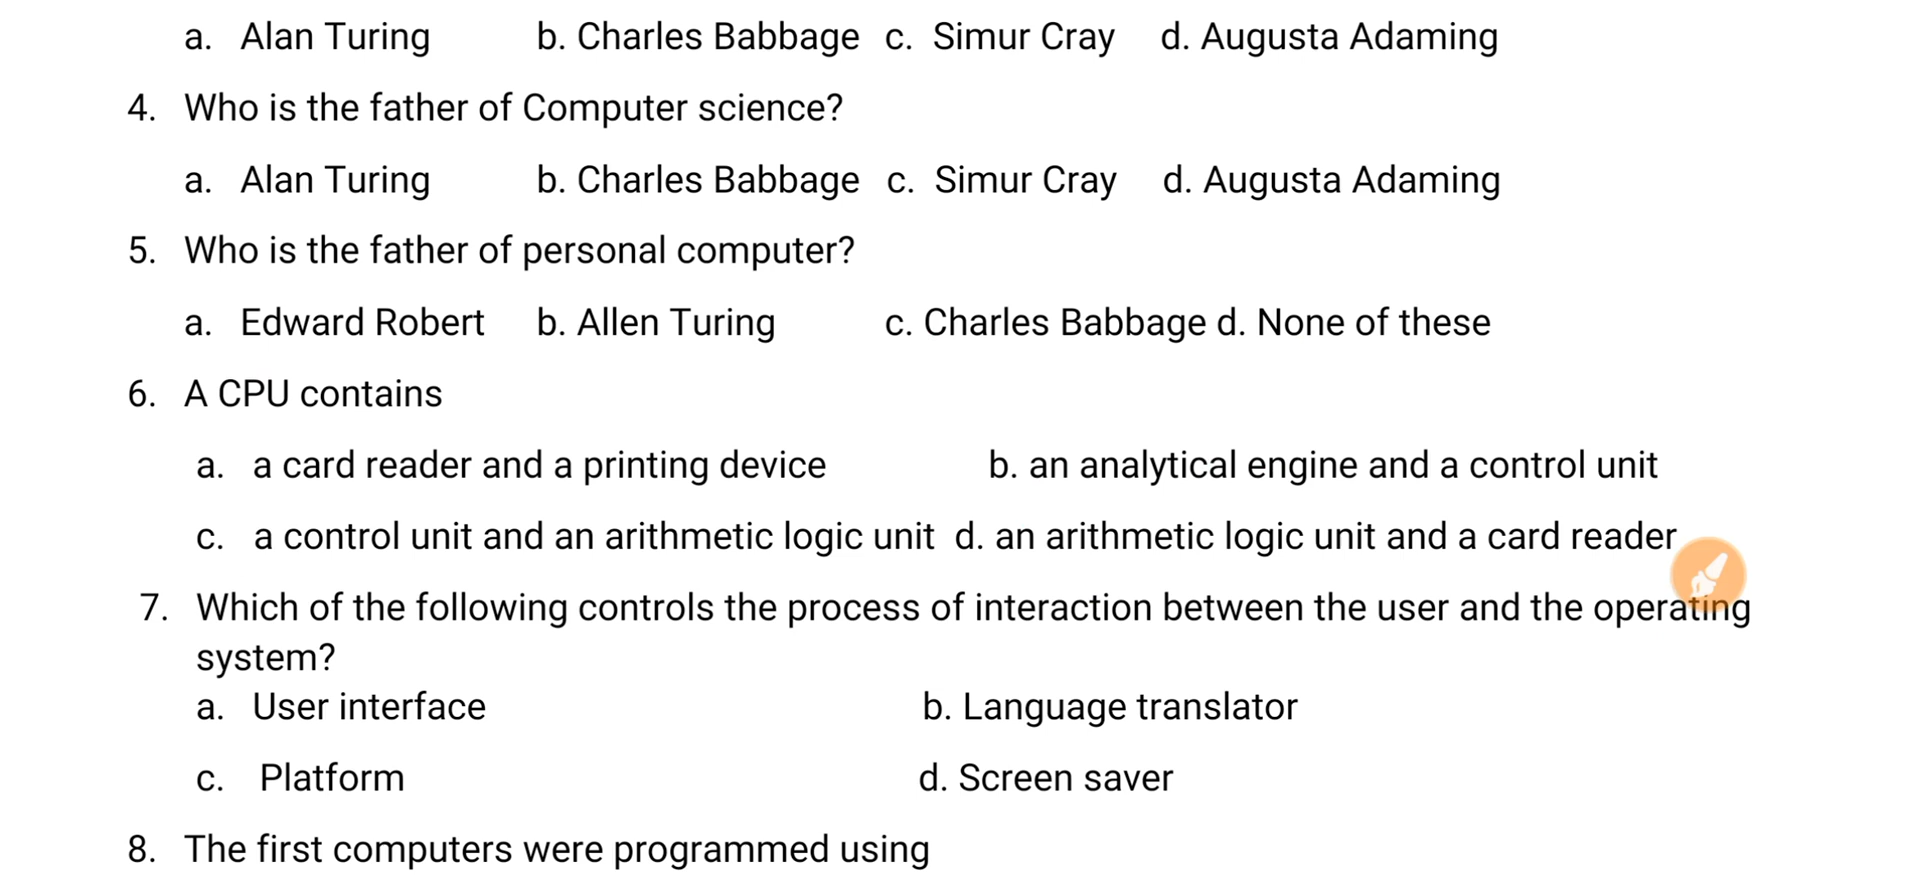 a. Alan Turing b. Charles Babbage c. Simur Cray d. Augusta Adaming
4. Who is the father of Computer science?
a. Alan Turing b. Charles Babbage c. Simur Cray d. Augusta Adaming
5. Who is the father of personal computer?
a. Edward Robert b. Allen Turing c. Charles Babbage d. None of these
6. A CPU contains
a. a card reader and a printing device b. an analytical engine and a control unit
c. a control unit and an arithmetic logic unit d. an arithmetic logic unit and a card reader
7. Which of the following controls the process of interaction between the user and the operating
system?
a. User interface b. Language translator
c. Platform d. Screen saver
8. The first computers were programmed using